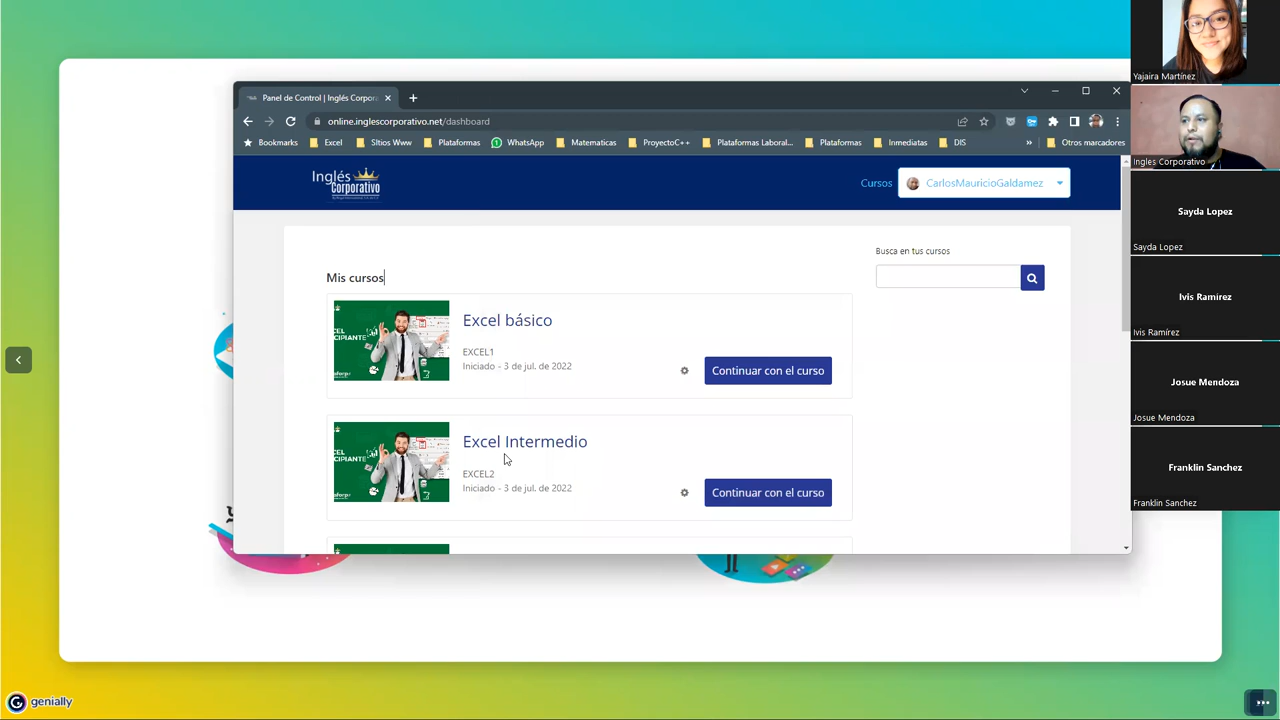 Panel de Control | Inglés Corpora
online.inglescorporativo.net/dashboard
Bookmarks
Excel
Sítios Www
Plataformas
WhatsApp
Matematicas
ProyectoC++
Plataformas Laboral...
Plataformas
Inmediatas
DIS
»
Otros marcadores
Inglés
Corporativo
Cursos
CarlosMauricioGaldamez
Busca en tus cursos
Mis cursos
Excel básico
EXCEL1
Iniciado - 3 de jul. de 2022
Continuar con el curso
Excel Intermedio
EXCEL2
Iniciado - 3 de jul. de 2022
Continuar con el curso
Yajaira Martínez
Ingles Corporativo
Sayda Lopez
Sayda Lopez
Ivis Ramirez
Ivis Ramírez
Josue Mendoza
Josue Mendoza
Franklin Sanchez
Franklin Sanchez
genially